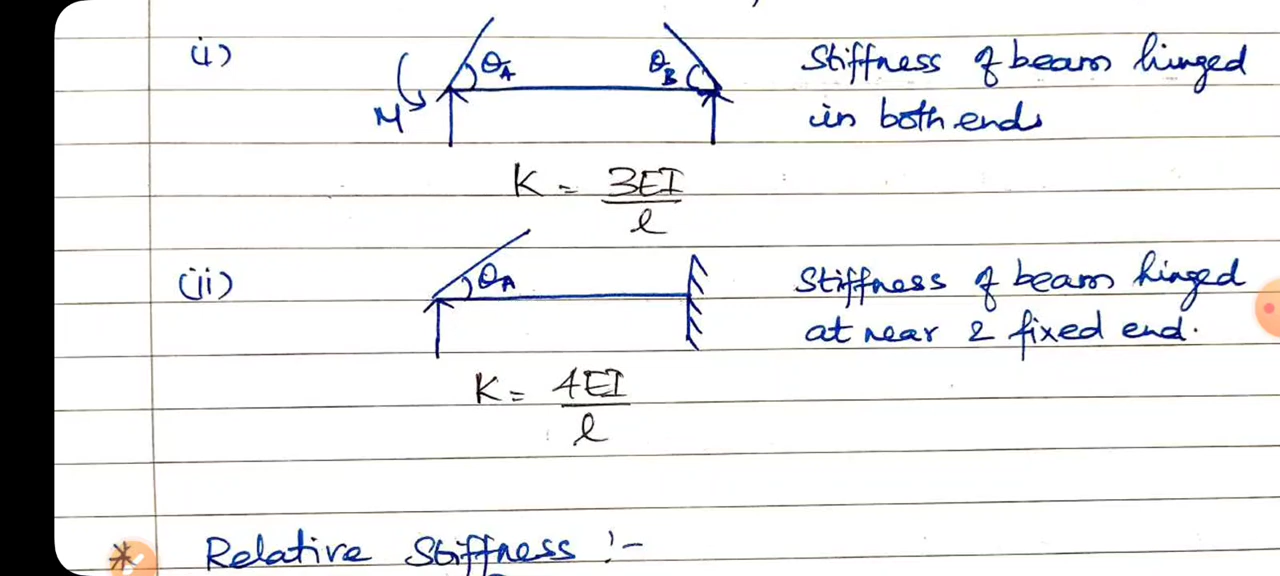 (i)
M
θA
θB
Stiffness of beam hinged
in both ends
K = 3EI
l
(ii)
θA
Stiffness of beam hinged
at near & fixed end.
K = 4EI
l
* Relative Stiffness :-